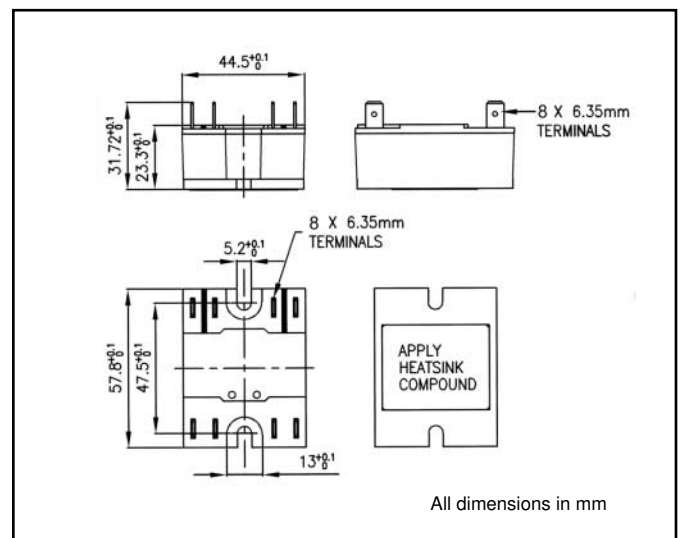 44.5+0.1 0
31.72+0.1 0
23.3+0.1 0
8 X 6.35mm
TERMINALS
8 X 6.35mm
TERMINALS
5.2+0.1 0
57.8+0.1 0
47.5+0.1 0
13+0.1 0
APPLY
HEATSINK
COMPOUND
All dimensions in mm